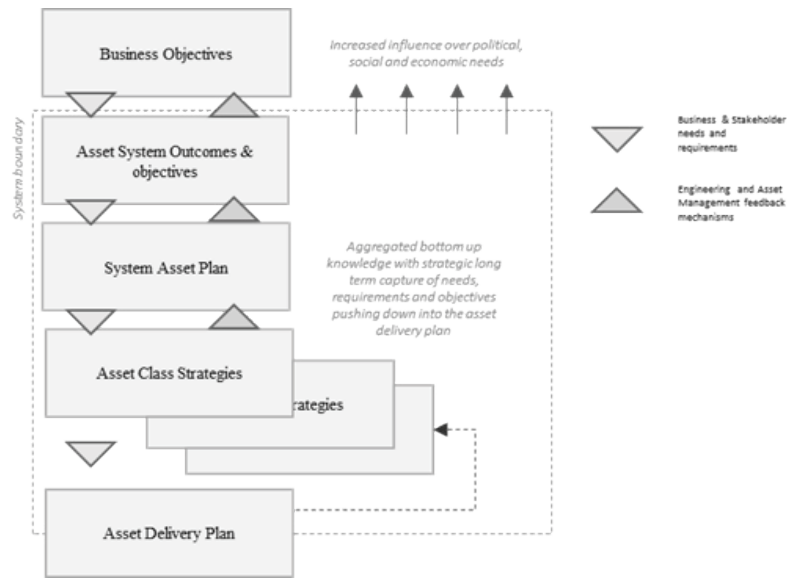 Business Objectives
Increased influence over political,
social and economic needs
System boundary
Business & Stakeholder
needs and
requirements
Asset System Outcomes &
objectives
Engineering and Asset
Management feedback
mechanisms
System Asset Plan
Aggregated bottom up
knowledge with strategic long
term capture of needs,
requirements and objectives
pushing down into the asset
delivery plan
Asset Class Strategies
rategies
Asset Delivery Plan